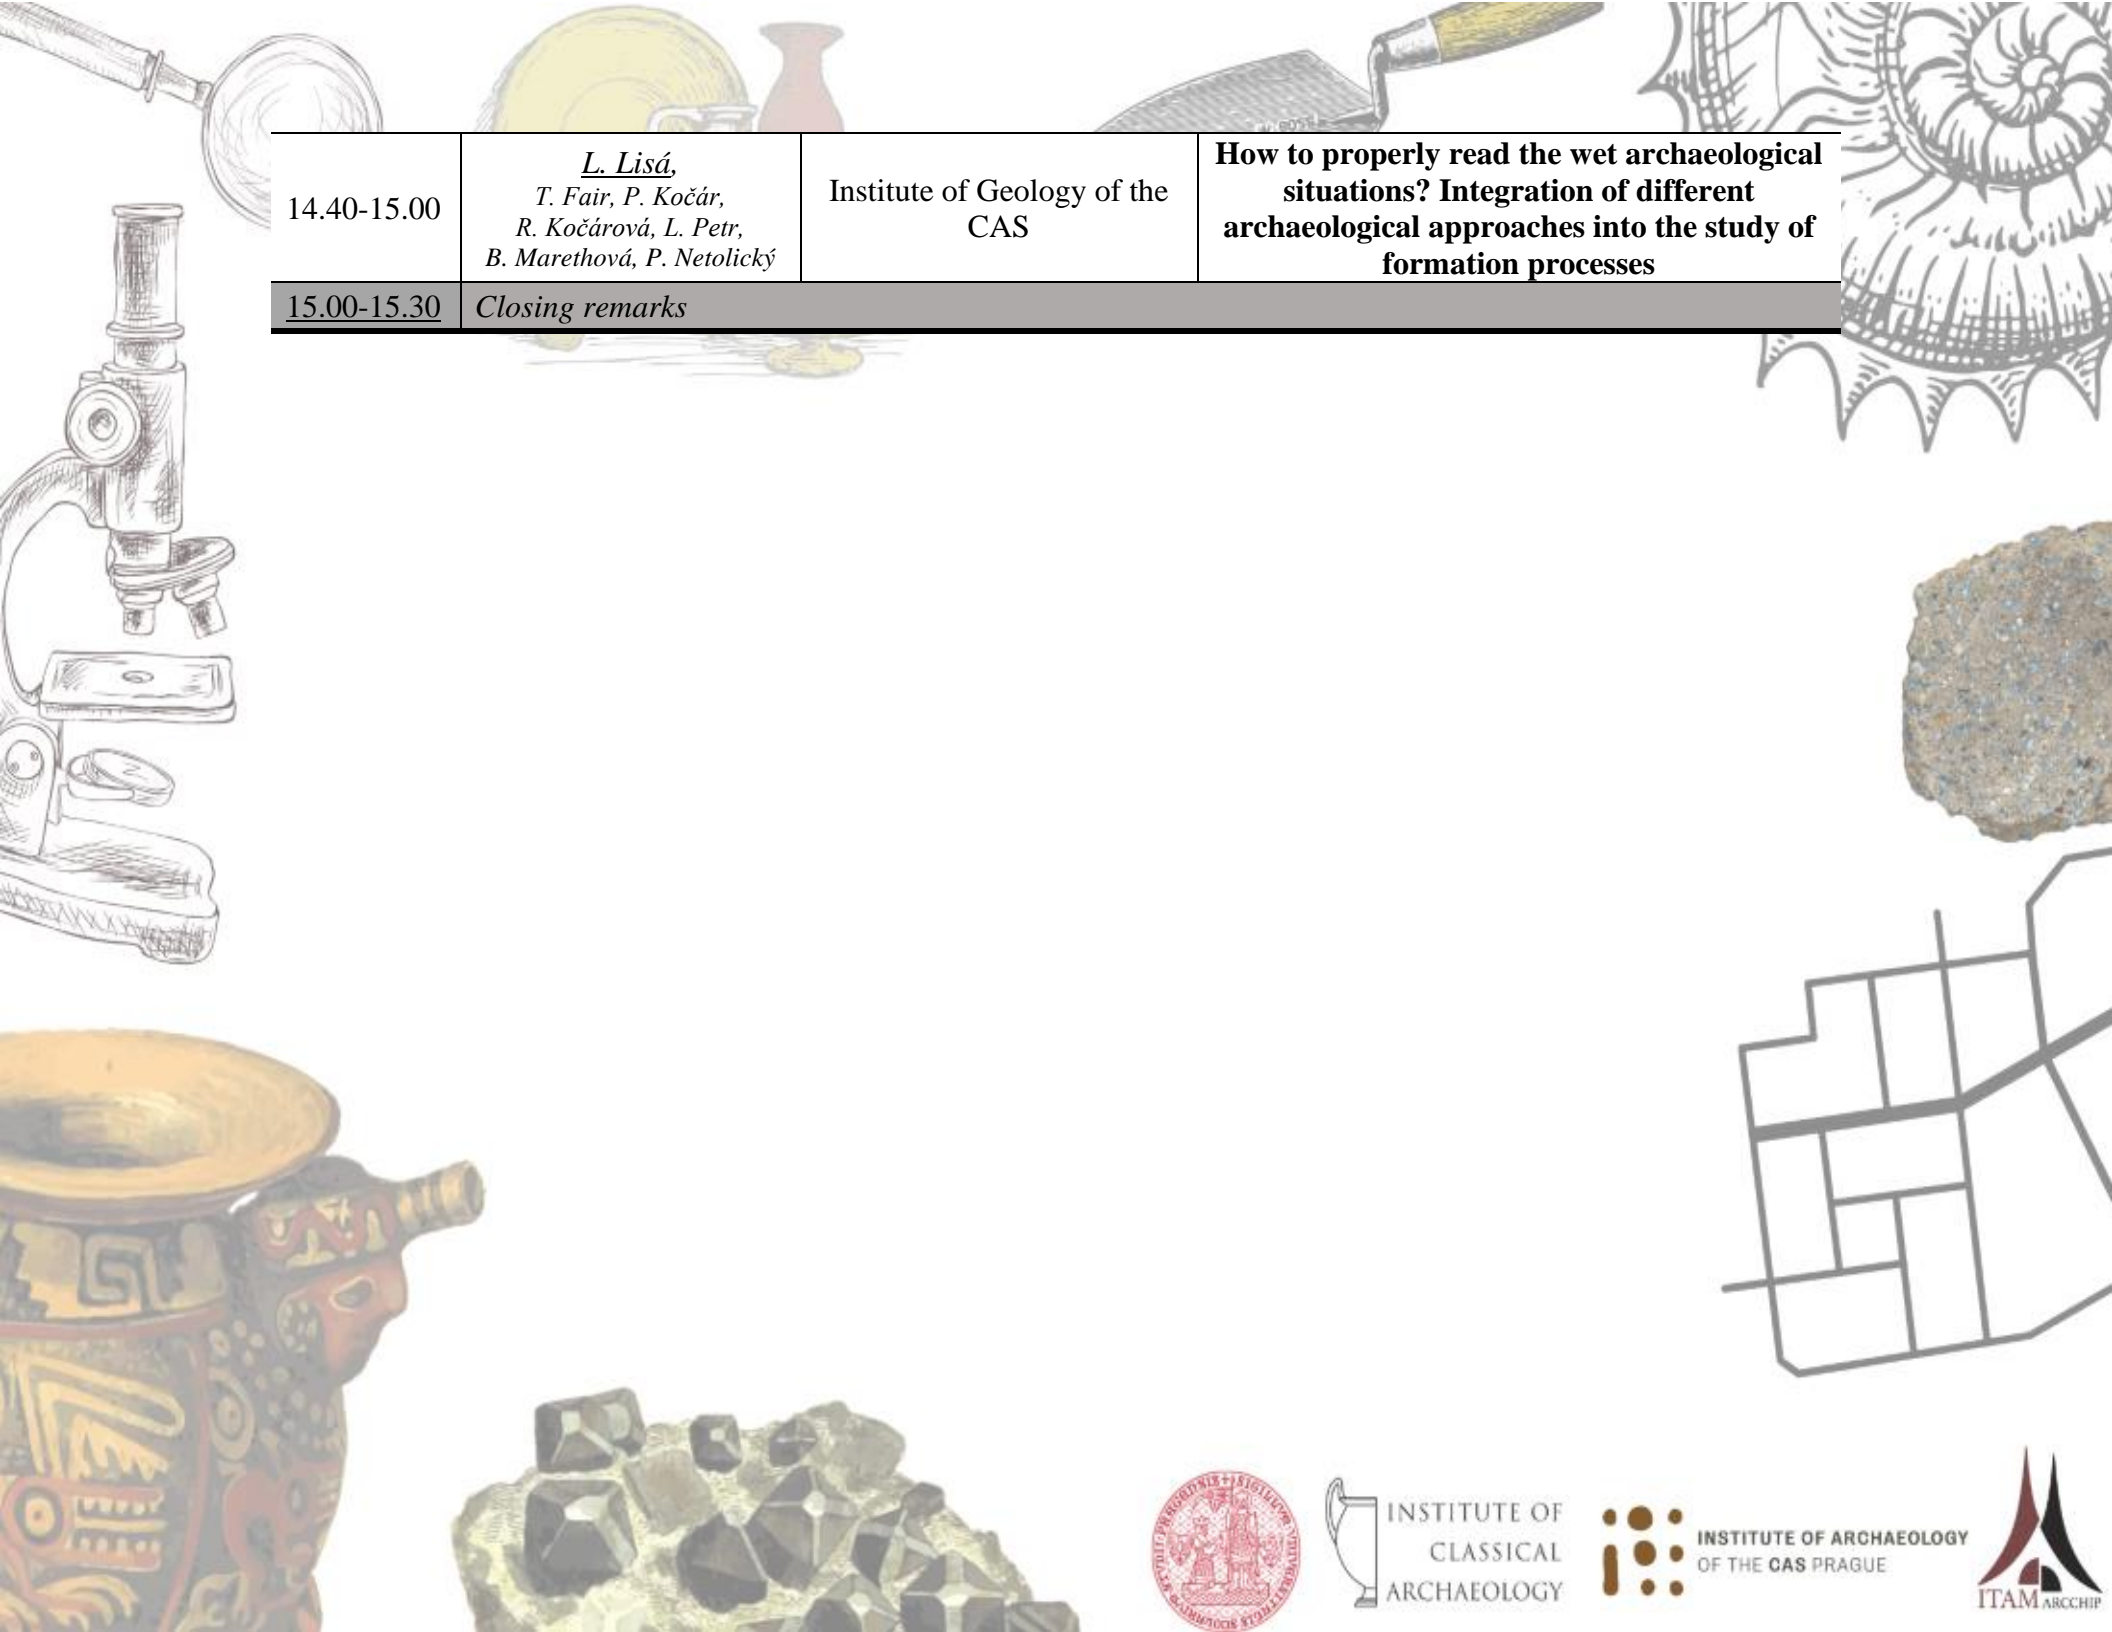 14.40-15.00
L. Lisá,
T. Fair, P. Kočár,
R. Kočárová, L. Petr,
B. Marethová, P. Netolický
Institute of Geology of the
CAS
How to properly read the wet archaeological
situations? Integration of different
archaeological approaches into the study of
formation processes
15.00-15.30 Closing remarks
INSTITUTE OF
CLASSICAL
ARCHAEOLOGY
INSTITUTE OF ARCHAEOLOGY
OF THE CAS PRAGUE
ITAM ARCCHIP